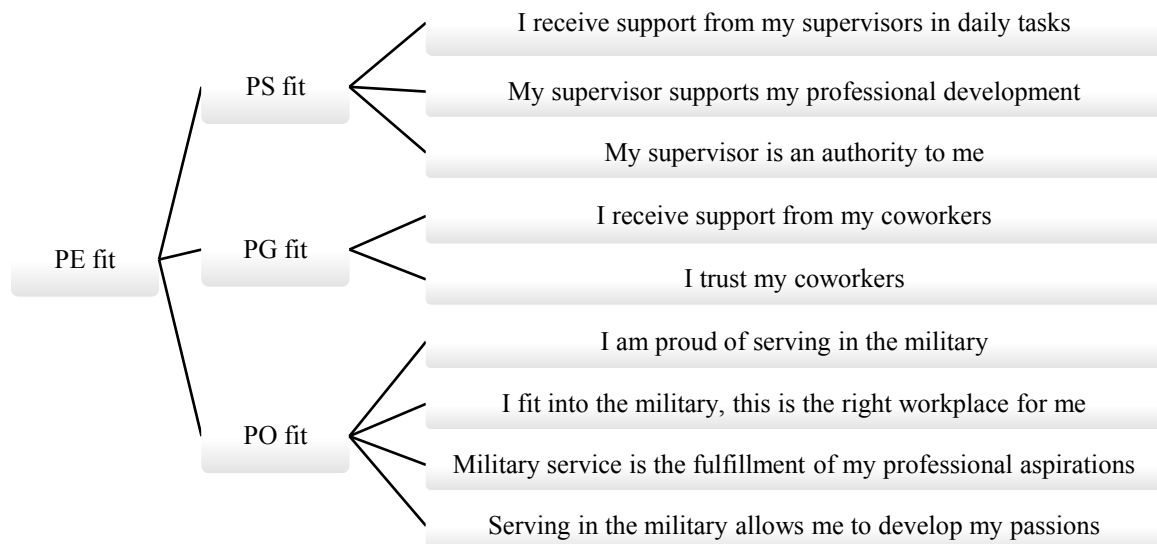 I receive support from my supervisors in daily tasks
PS fit
My supervisor supports my professional development
My supervisor is an authority to me
I receive support from my coworkers
PE fit
PG fit
I trust my coworkers
I am proud of serving in the military
I fit into the military, this is the right workplace for me
PO fit
Military service is the fulfillment of my professional aspirations
Serving in the military allows me to develop my passions